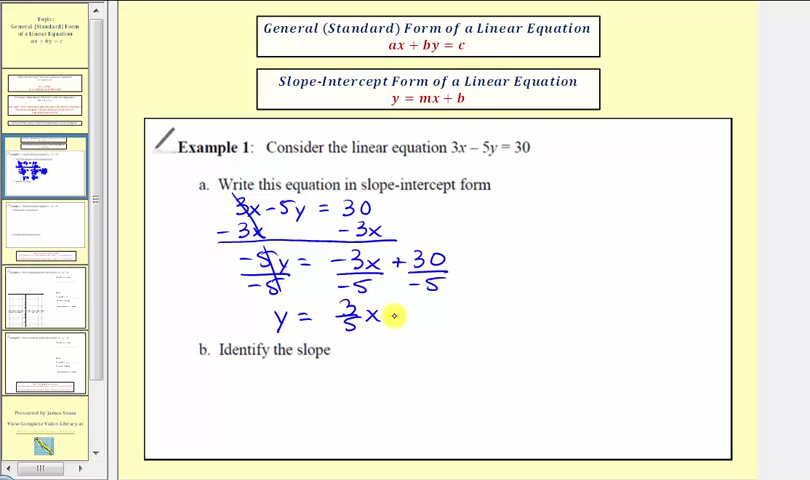 Topic:
General (Standard) Form
of a Linear Equation
ax + by = c
General (Standard) Form of a Linear Equation
ax + by = c
Slope-Intercept Form of a Linear Equation
y = mx + b
Example 1: Consider the linear equation 3x – 5y = 30
a. Write this equation in slope-intercept form
3x - 5y = 30
- 3x - 3x
-5y/-5 = -3x/-5 + 30/-5
y = 3/5 x
b. Identify the slope
Presented by James Sousa
View Complete Video Library at